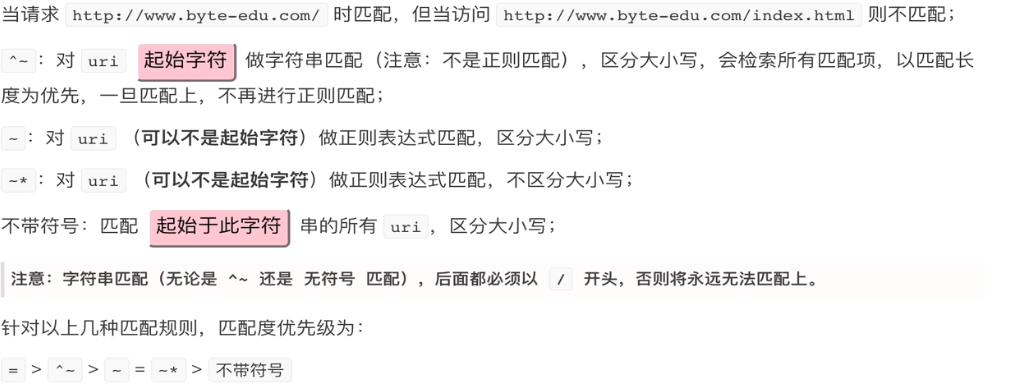 当请求 http://www.byte-edu.com/ 时匹配，但当访问 http://www.byte-edu.com/index.html 则不匹配；
^~：对 uri 起始字符 做字符串匹配（注意：不是正则匹配），区分大小写，会检索所有匹配项，以匹配长
度为优先，一旦匹配上，不再进行正则匹配；
~：对 uri （可以不是起始字符）做正则表达式匹配，区分大小写；
~*：对 uri （可以不是起始字符）做正则表达式匹配，不区分大小写；
不带符号：匹配 起始于此字符 串的所有 uri，区分大小写；
注意：字符串匹配（无论是 ^~ 还是 无符号 匹配），后面都必须以 / 开头，否则将永远无法匹配上。
针对以上几种匹配规则，匹配度优先级为：
= > ^~ > ~ = ~* > 不带符号